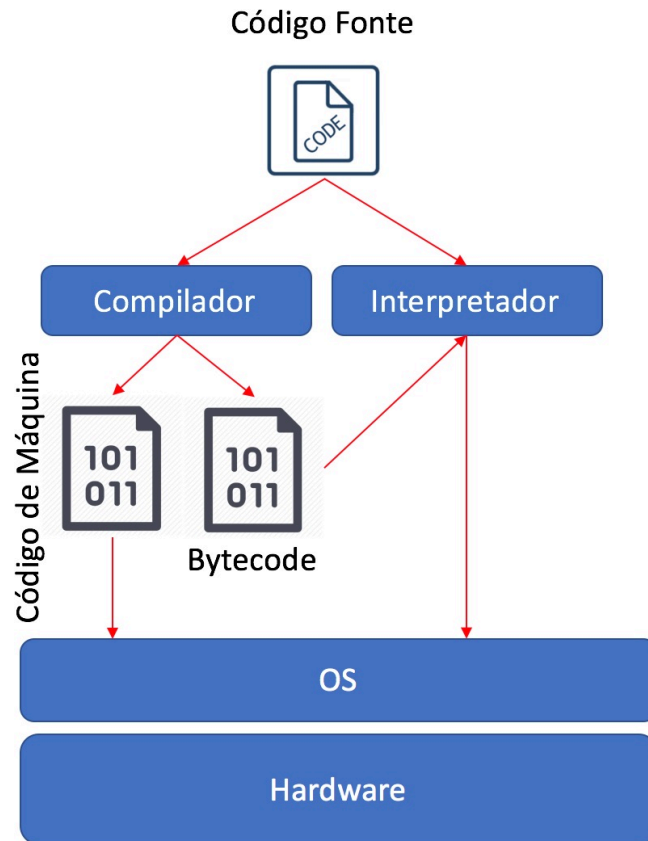 Código Fonte
CODE
Compilador
Interpretador
Código de Máquina
101
011
101
011
Bytecode
OS
Hardware